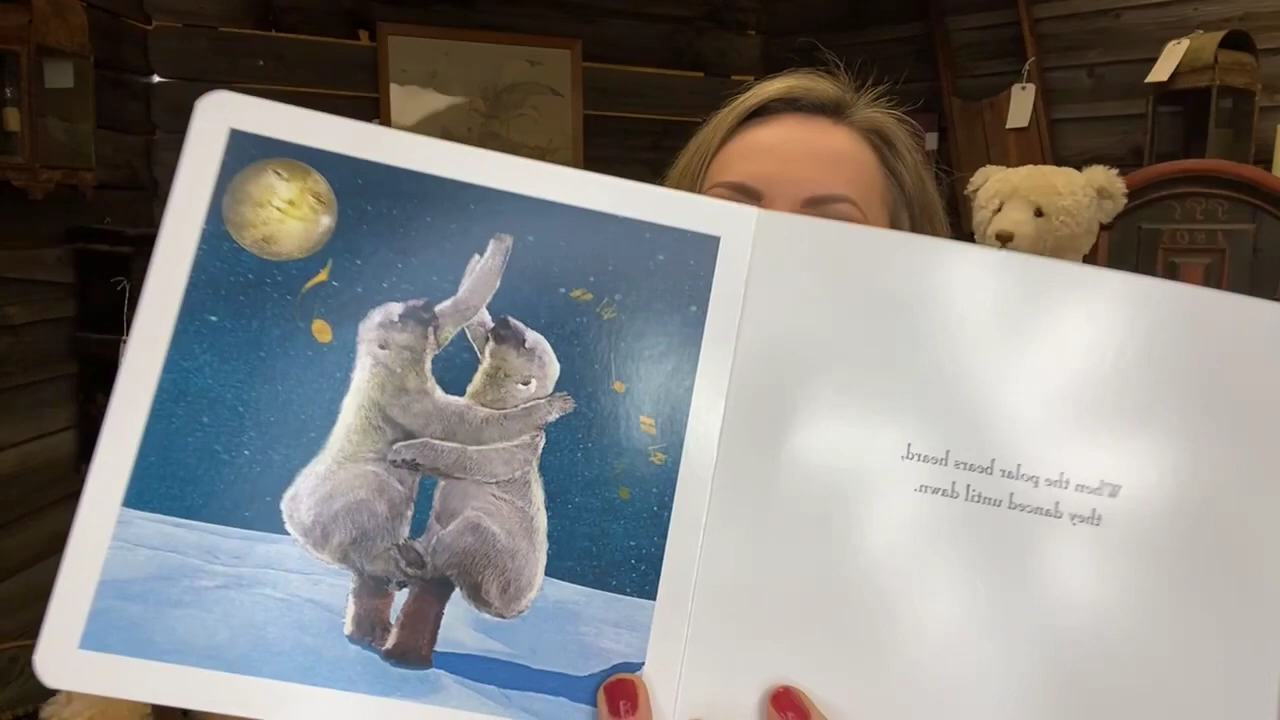 When the polar bears heard,
they danced until dawn.